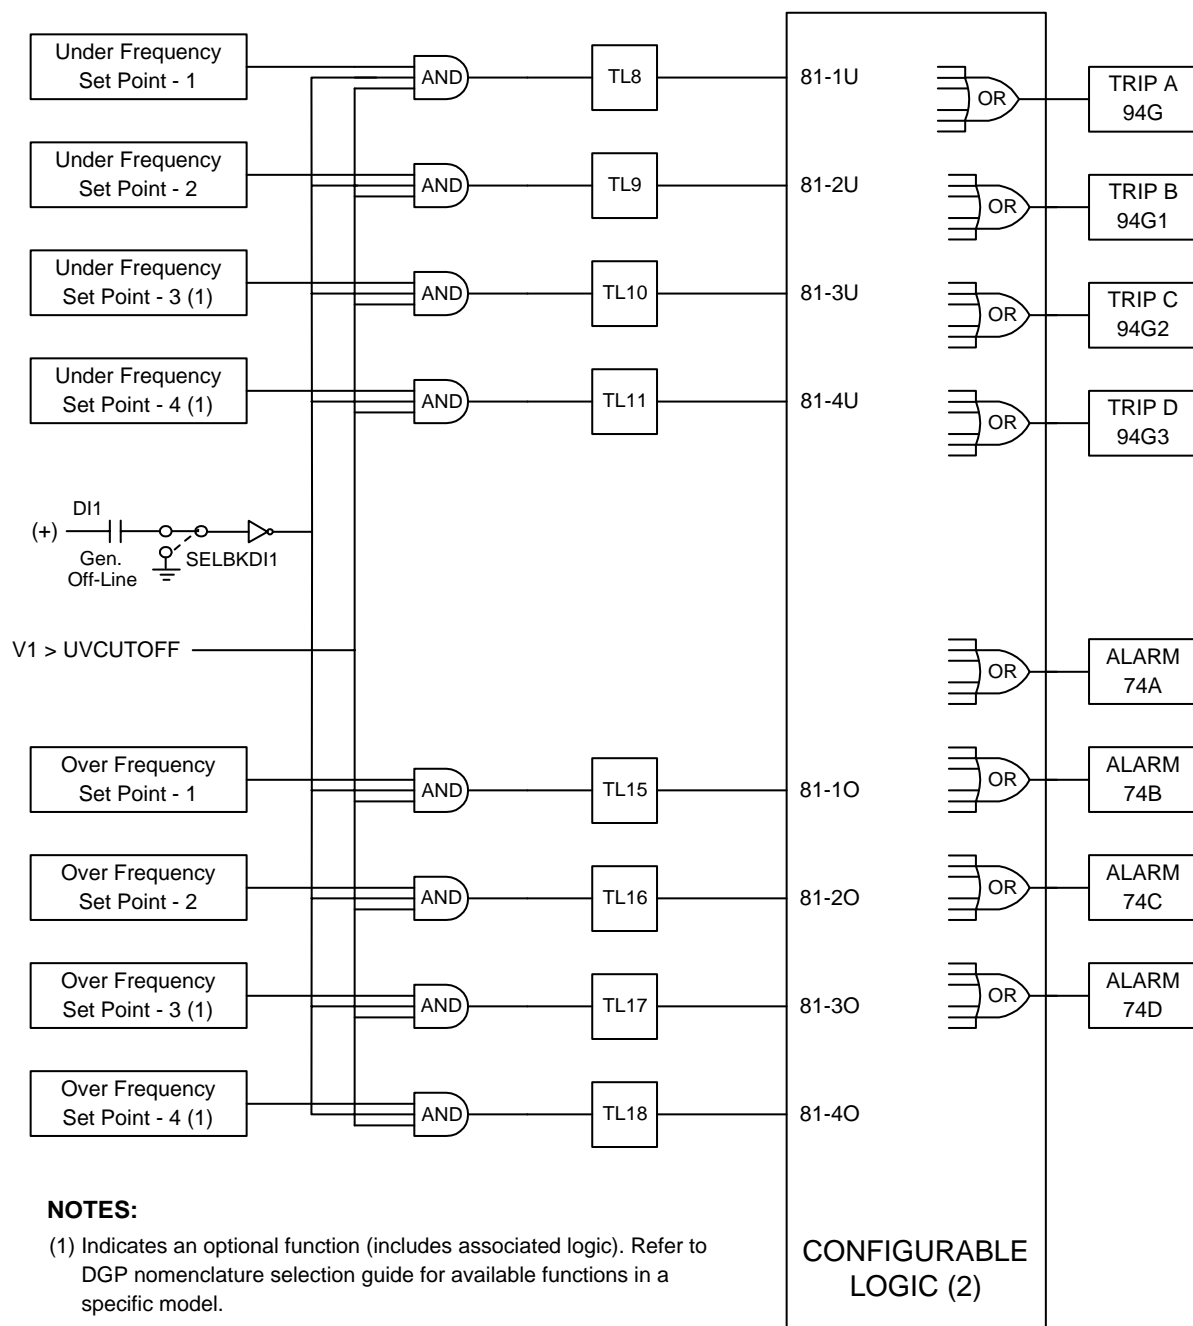 Under Frequency
Set Point - 1
AND
TL8
81-1U
OR
TRIP A
94G
Under Frequency
Set Point - 2
AND
TL9
81-2U
OR
TRIP B
94G1
Under Frequency
Set Point - 3 (1)
AND
TL10
81-3U
OR
TRIP C
94G2
Under Frequency
Set Point - 4 (1)
AND
TL11
81-4U
OR
TRIP D
94G3
DI1
(+)
Gen.
Off-Line
SELBKDI1
V1 > UVCUTOFF
OR
ALARM
74A
Over Frequency
Set Point - 1
AND
TL15
81-1O
OR
ALARM
74B
Over Frequency
Set Point - 2
AND
TL16
81-2O
OR
ALARM
74C
Over Frequency
Set Point - 3 (1)
AND
TL17
81-3O
OR
ALARM
74D
Over Frequency
Set Point - 4 (1)
AND
TL18
81-4O
NOTES:
(1) Indicates an optional function (includes associated logic). Refer to
DGP nomenclature selection guide for available functions in a
specific model.
CONFIGURABLE
LOGIC (2)